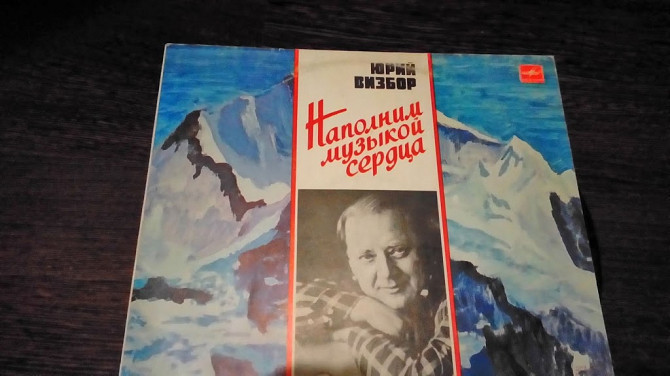 ЮРИЙ
ВИЗБОР
Наполним
музыкой
сердца